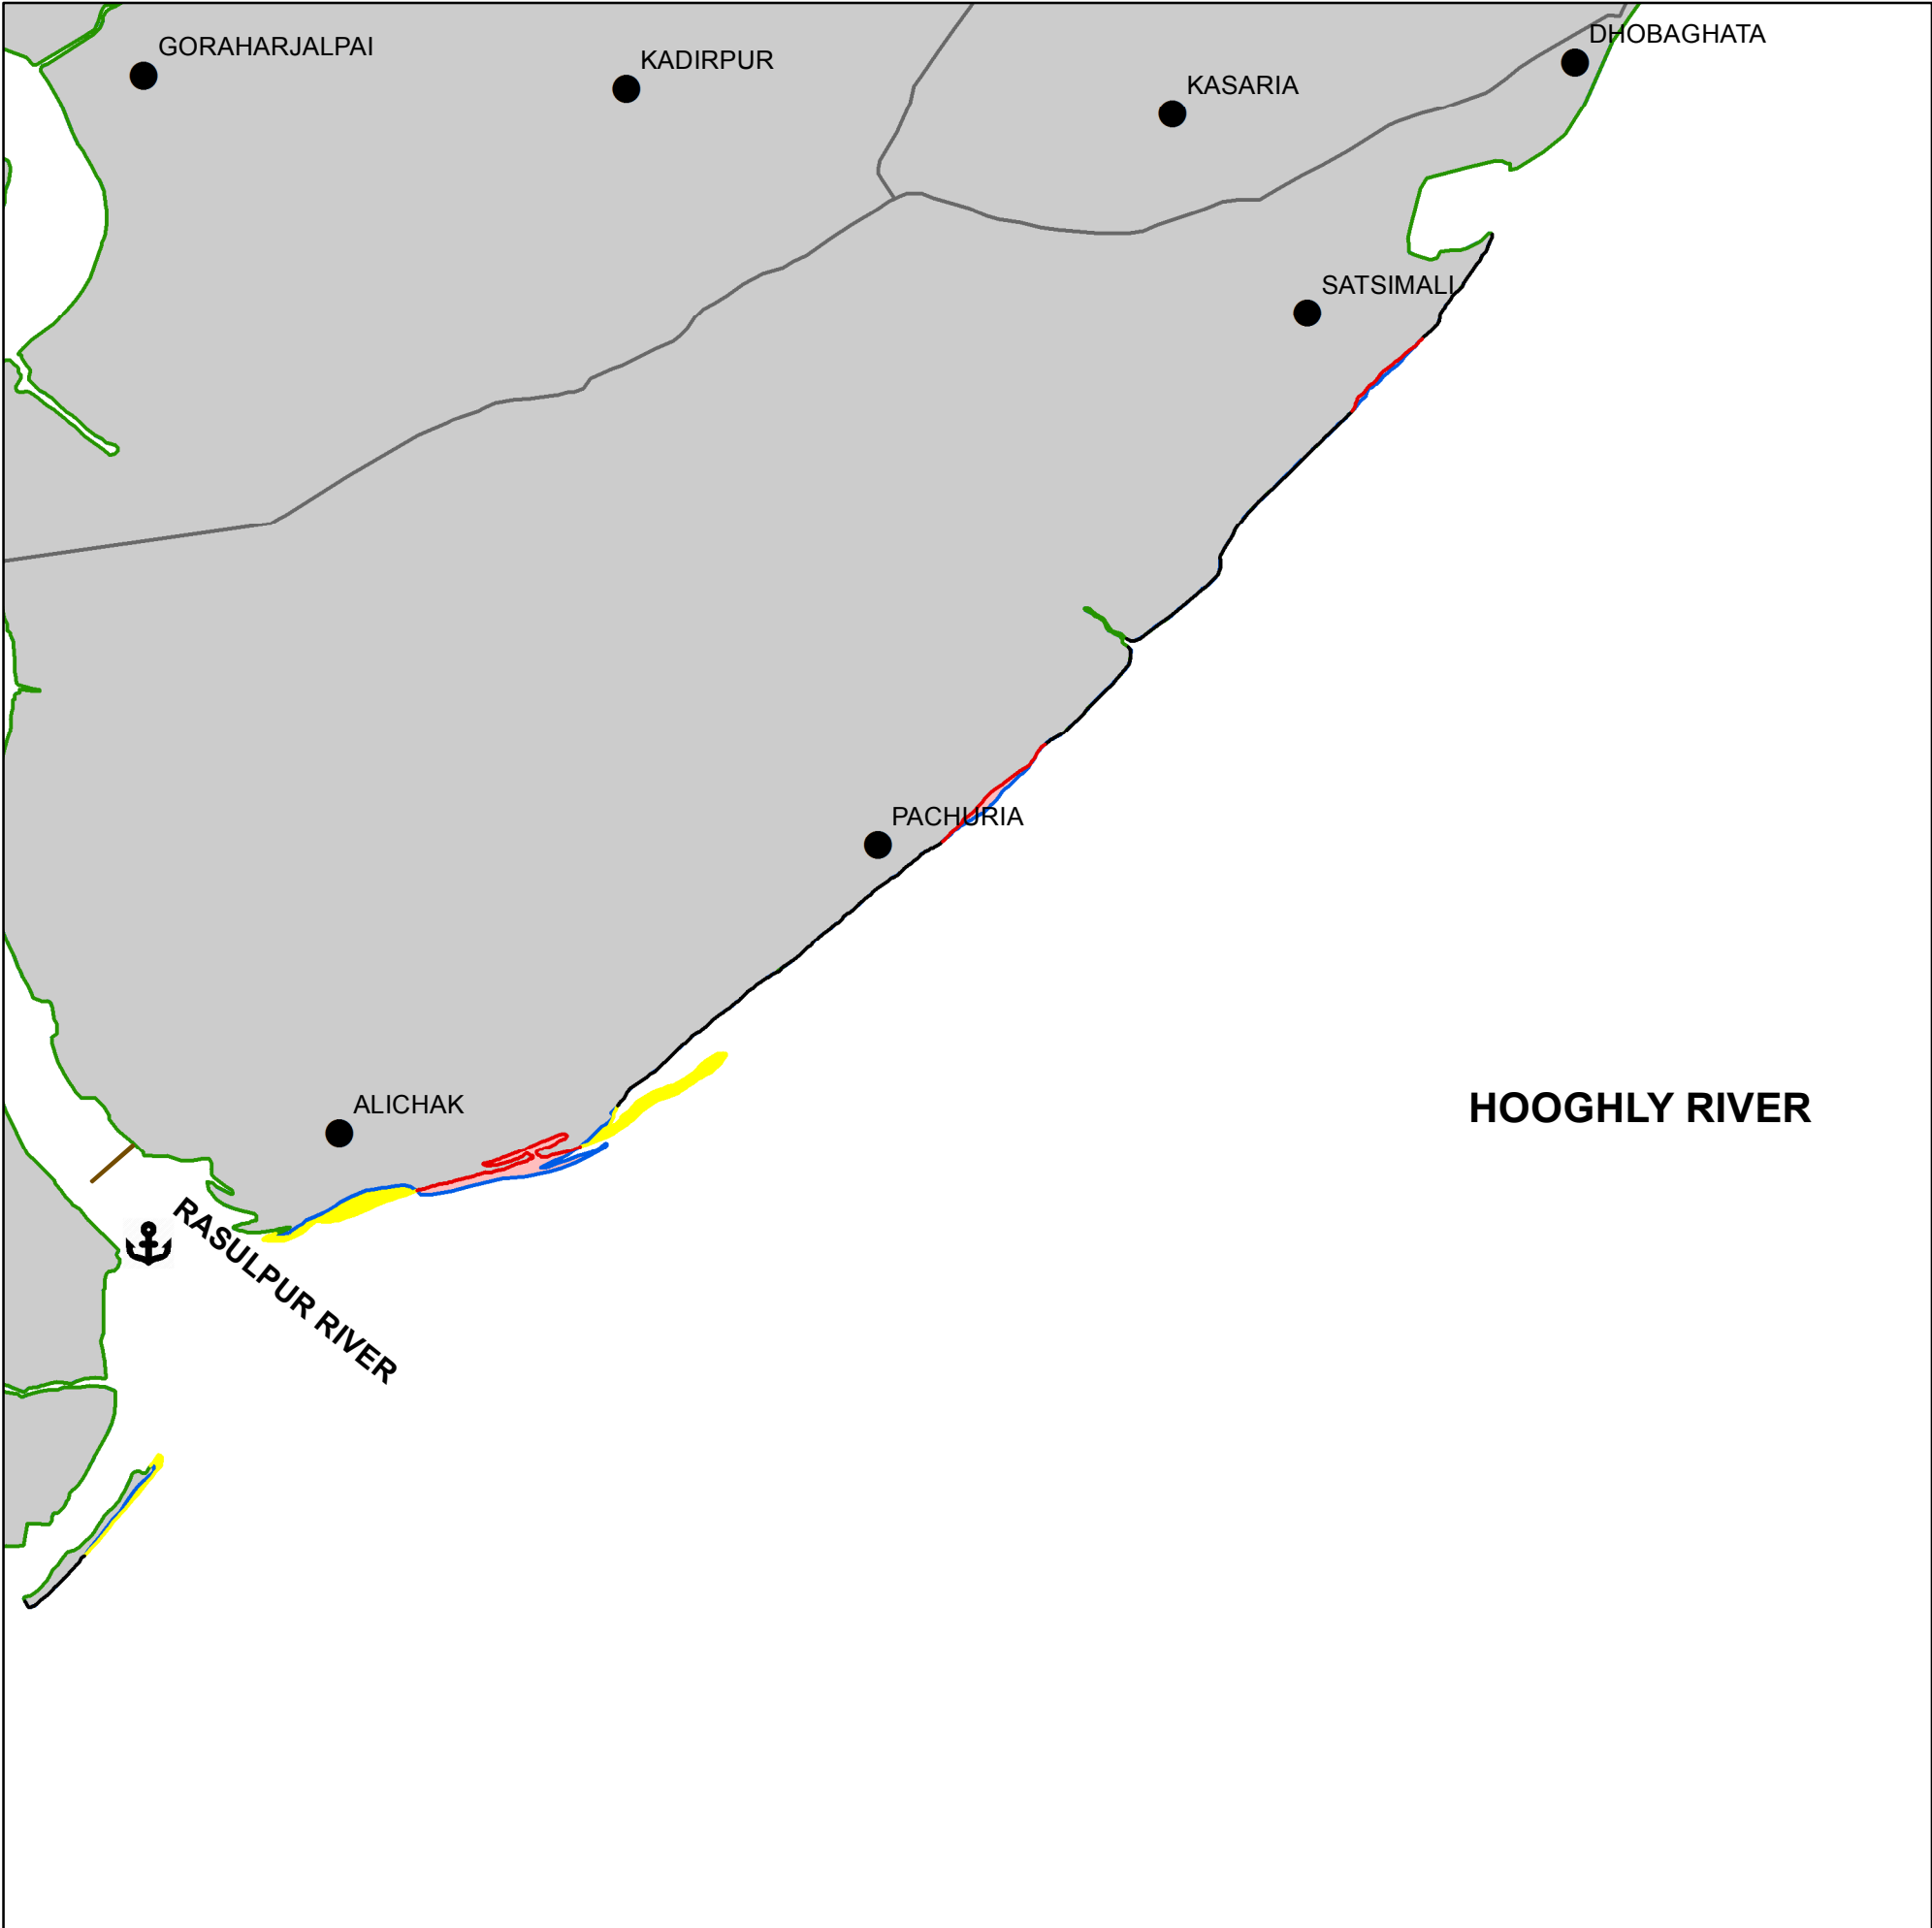 DHOBAGHATA
GORAHARJALPAI
KADIRPUR
KASARIA
SATSIMALI
PACHURIA
ALICHAK
HOOGHLY RIVER
RASULPUR RIVER